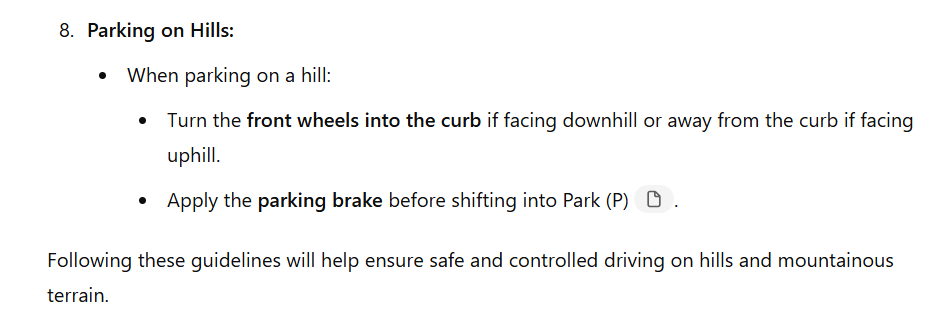 8. Parking on Hills:
• When parking on a hill:
• Turn the front wheels into the curb if facing downhill or away from the curb if facing
uphill.
• Apply the parking brake before shifting into Park (P) .
Following these guidelines will help ensure safe and controlled driving on hills and mountainous
terrain.